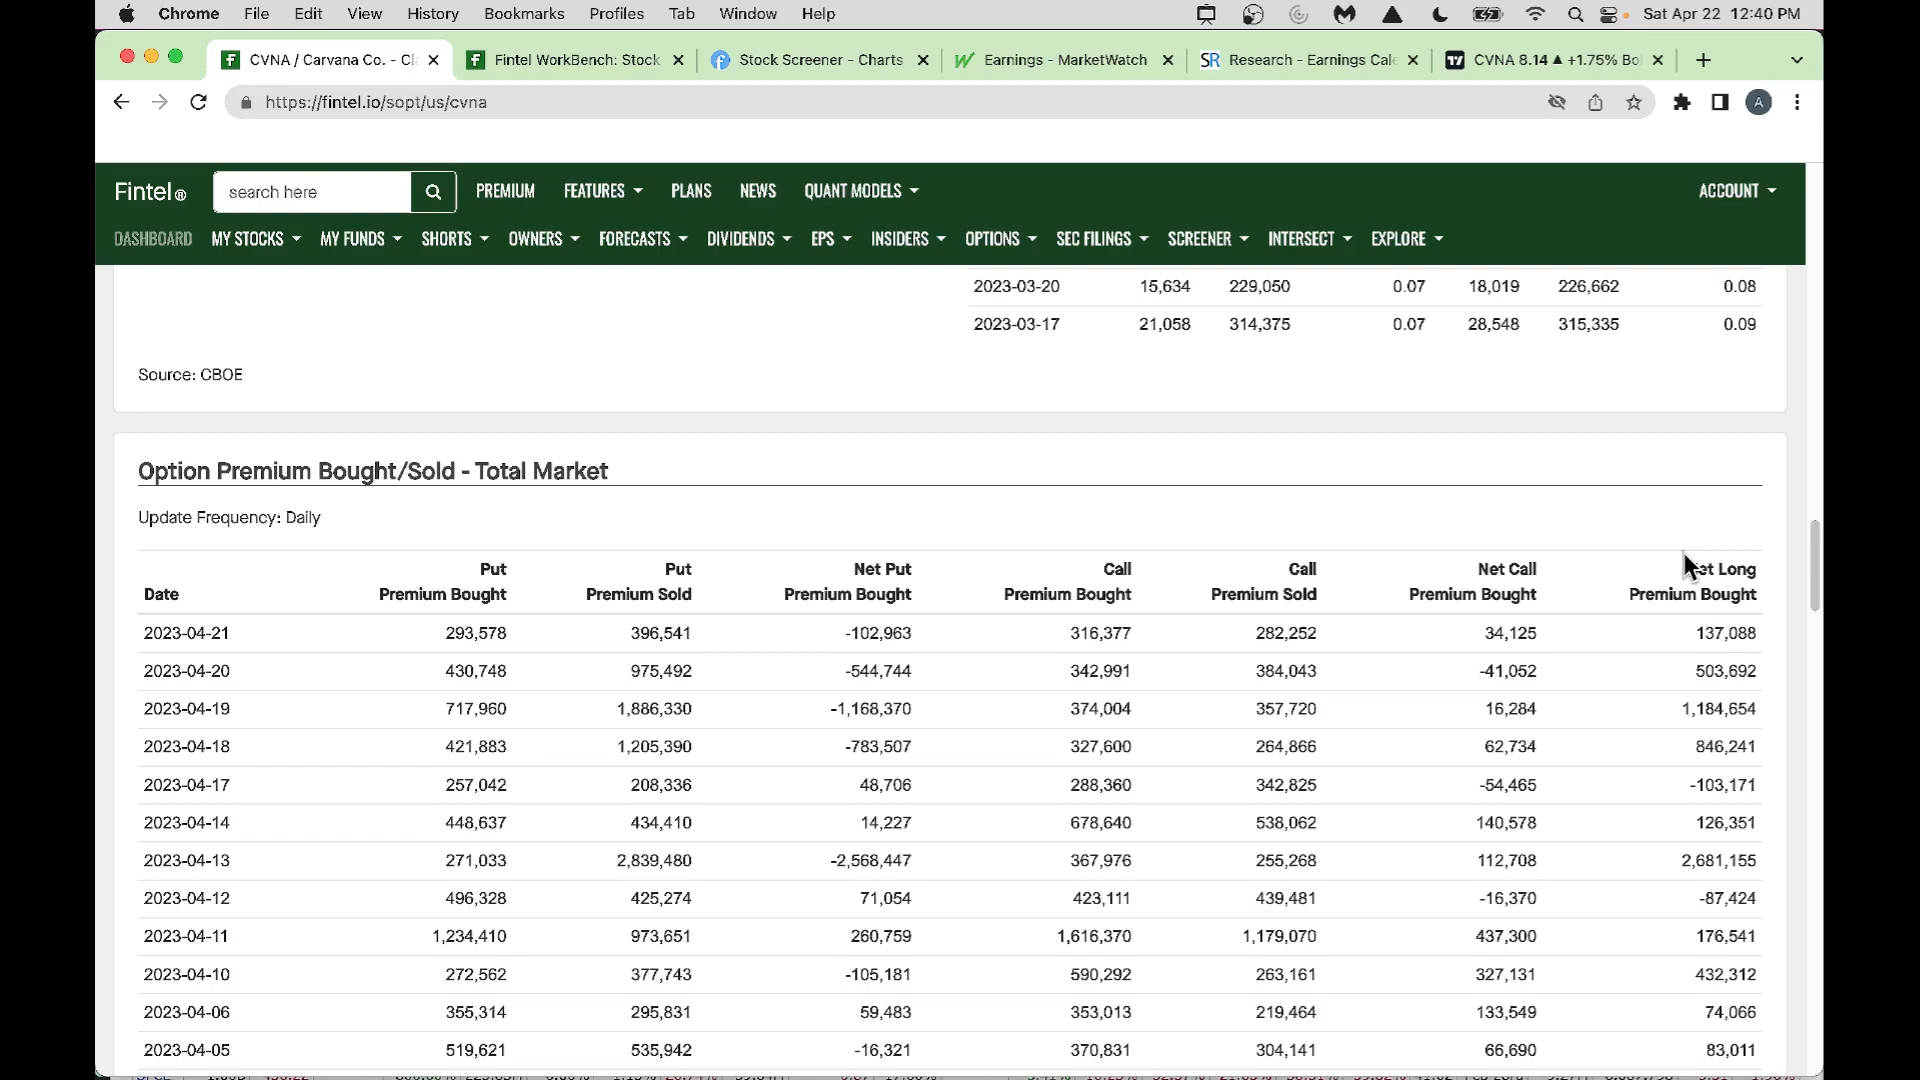 Chrome File Edit View History Bookmarks Profiles Tab Window Help Sat Apr 22 12:40 PM
CVNA / Carvana Co. - Cl Fintel WorkBench: Stock Stock Screener - Charts Earnings - MarketWatch SR Research - Earnings Cal CVNA 8.14 ▲ +1.75% Bo
https://fintel.io/sopt/us/cvna A
Fintel® search here PREMIUM FEATURES PLANS NEWS QUANT MODELS ACCOUNT
DASHBOARD MY STOCKS MY FUNDS SHORTS OWNERS FORECASTS DIVIDENDS EPS INSIDERS OPTIONS SEC FILINGS SCREENER INTERSECT EXPLORE
2023-03-20 15,634 229,050 0.07 18,019 226,662 0.08
2023-03-17 21,058 314,375 0.07 28,548 315,335 0.09
Source: CBOE
Option Premium Bought/Sold - Total Market
Update Frequency: Daily
Put Put Net Put Call Call Net Call et Long
Date Premium Bought Premium Sold Premium Bought Premium Bought Premium Sold Premium Bought Premium Bought
2023-04-21 293,578 396,541 -102,963 316,377 282,252 34,125 137,088
2023-04-20 430,748 975,492 -544,744 342,991 384,043 -41,052 503,692
2023-04-19 717,960 1,886,330 -1,168,370 374,004 357,720 16,284 1,184,654
2023-04-18 421,883 1,205,390 -783,507 327,600 264,866 62,734 846,241
2023-04-17 257,042 208,336 48,706 288,360 342,825 -54,465 -103,171
2023-04-14 448,637 434,410 14,227 678,640 538,062 140,578 126,351
2023-04-13 271,033 2,839,480 -2,568,447 367,976 255,268 112,708 2,681,155
2023-04-12 496,328 425,274 71,054 423,111 439,481 -16,370 -87,424
2023-04-11 1,234,410 973,651 260,759 1,616,370 1,179,070 437,300 176,541
2023-04-10 272,562 377,743 -105,181 590,292 263,161 327,131 432,312
2023-04-06 355,314 295,831 59,483 353,013 219,464 133,549 74,066
2023-04-05 519,621 535,942 -16,321 370,831 304,141 66,690 83,011